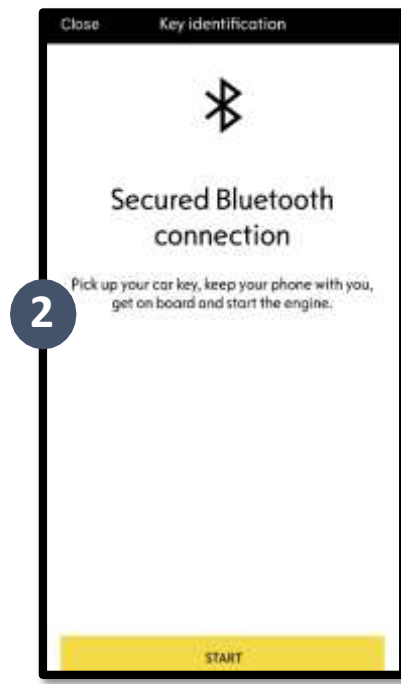 Close Key identification
Secured Bluetooth
connection
Pick up your car key, keep your phone with you,
get on board and start the engine.
2
START